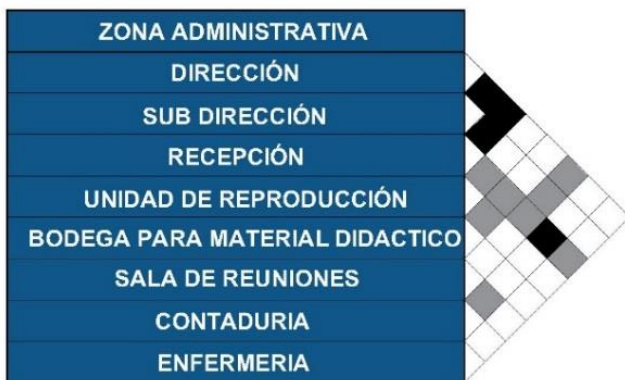 ZONA ADMINISTRATIVA
DIRECCIÓN
SUB DIRECCIÓN
RECEPCIÓN
UNIDAD DE REPRODUCCIÓN
BODEGA PARA MATERIAL DIDACTICO
SALA DE REUNIONES
CONTADURIA
ENFERMERIA